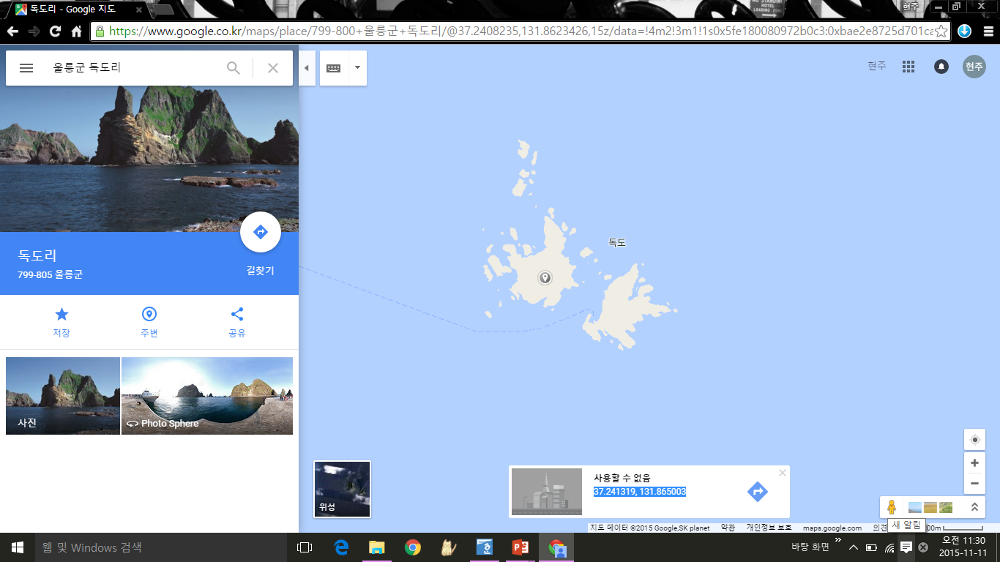 독도리 - Google 지도
현주
NO STANDING
HOTEL
LOADING ZONE
https://www.google.co.kr/maps/place/799-800+울릉군+독도리/@37.2408235,131.8623426,15z/data=!4m2!3m1!1s0x5fe180080972b0c3:0xbae2e8725d701ca
울릉군 독도리
현주
현주
독도리
799-805 울릉군
길찾기
저장
주변
공유
사진
Photo Sphere
독도
위성
사용할 수 없음
37.241319, 131.865003
지도 데이터 ©2015 Google,SK planet
약관
개인정보 보호
maps.google.com
의견
00m
새 알림
웹 및 Windows 검색
바탕 화면
오전 11:30
2015-11-11